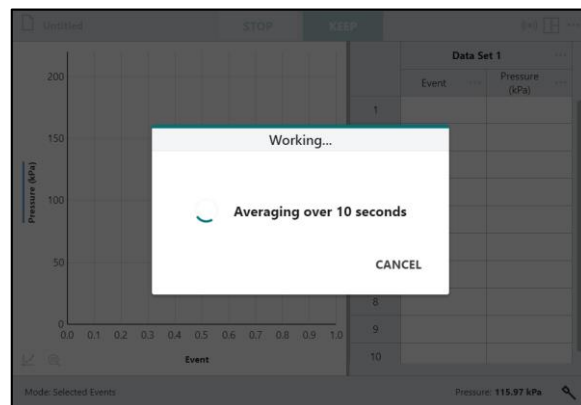 Untitled
STOP
KEEP
Data Set 1
Event
Pressure
(kPa)
200
150
100
50
0
Pressure (kPa)
0.0 0.1 0.2 0.3 0.4 0.5 0.6 0.7 0.8 0.9 1.0
Event
1
Working...
Averaging over 10 seconds
CANCEL
8
9
10
Mode: Selected Events
Pressure: 115.97 kPa